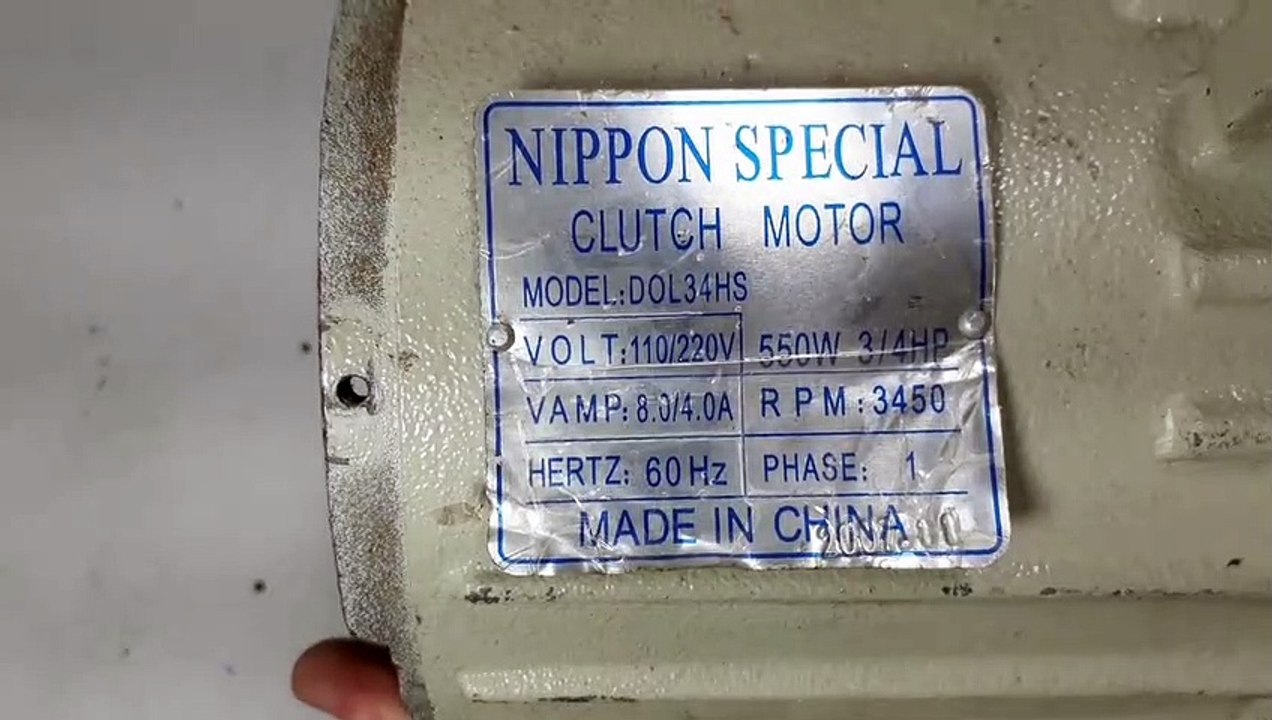 NIPPON SPECIAL
CLUTCH MOTOR
MODEL:DOL34HS
VOLT:110/220V 550W 3/4HP
VAMP:8.0/4.0A RPM:3450
HERTZ:60Hz PHASE: 1
MADE IN CHINA